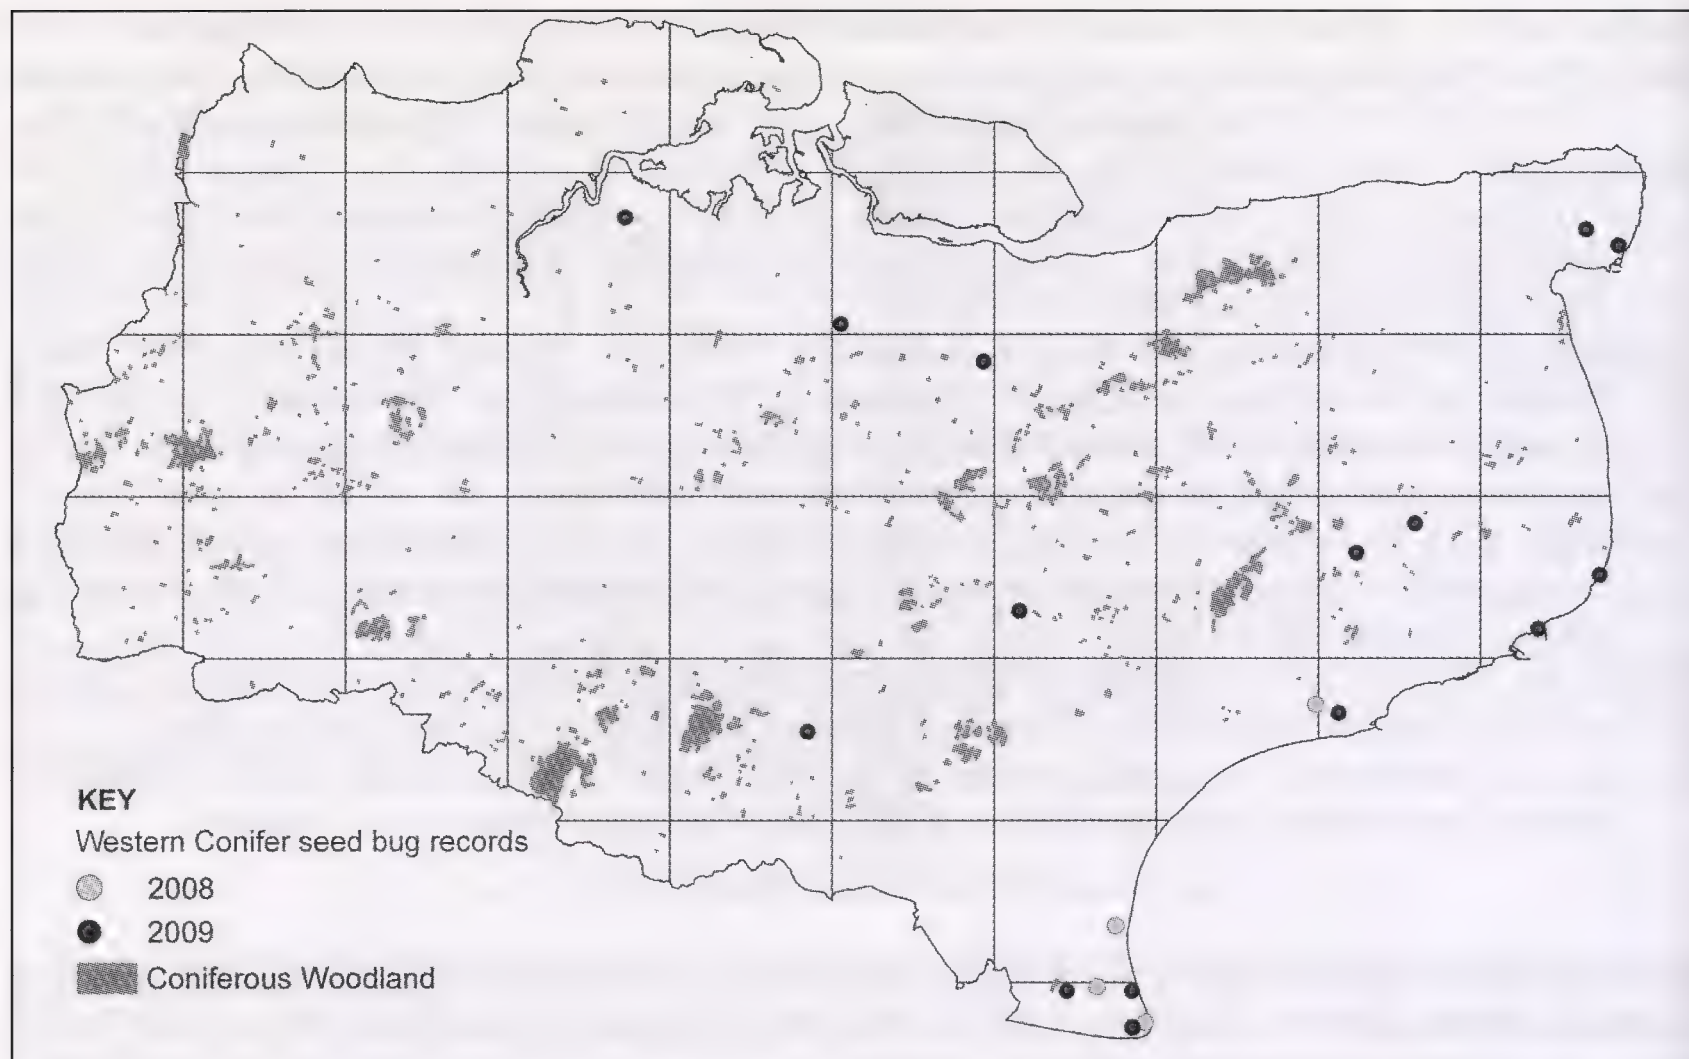 KEY
Western Conifer seed bug records
2008
2009
Coniferous Woodland